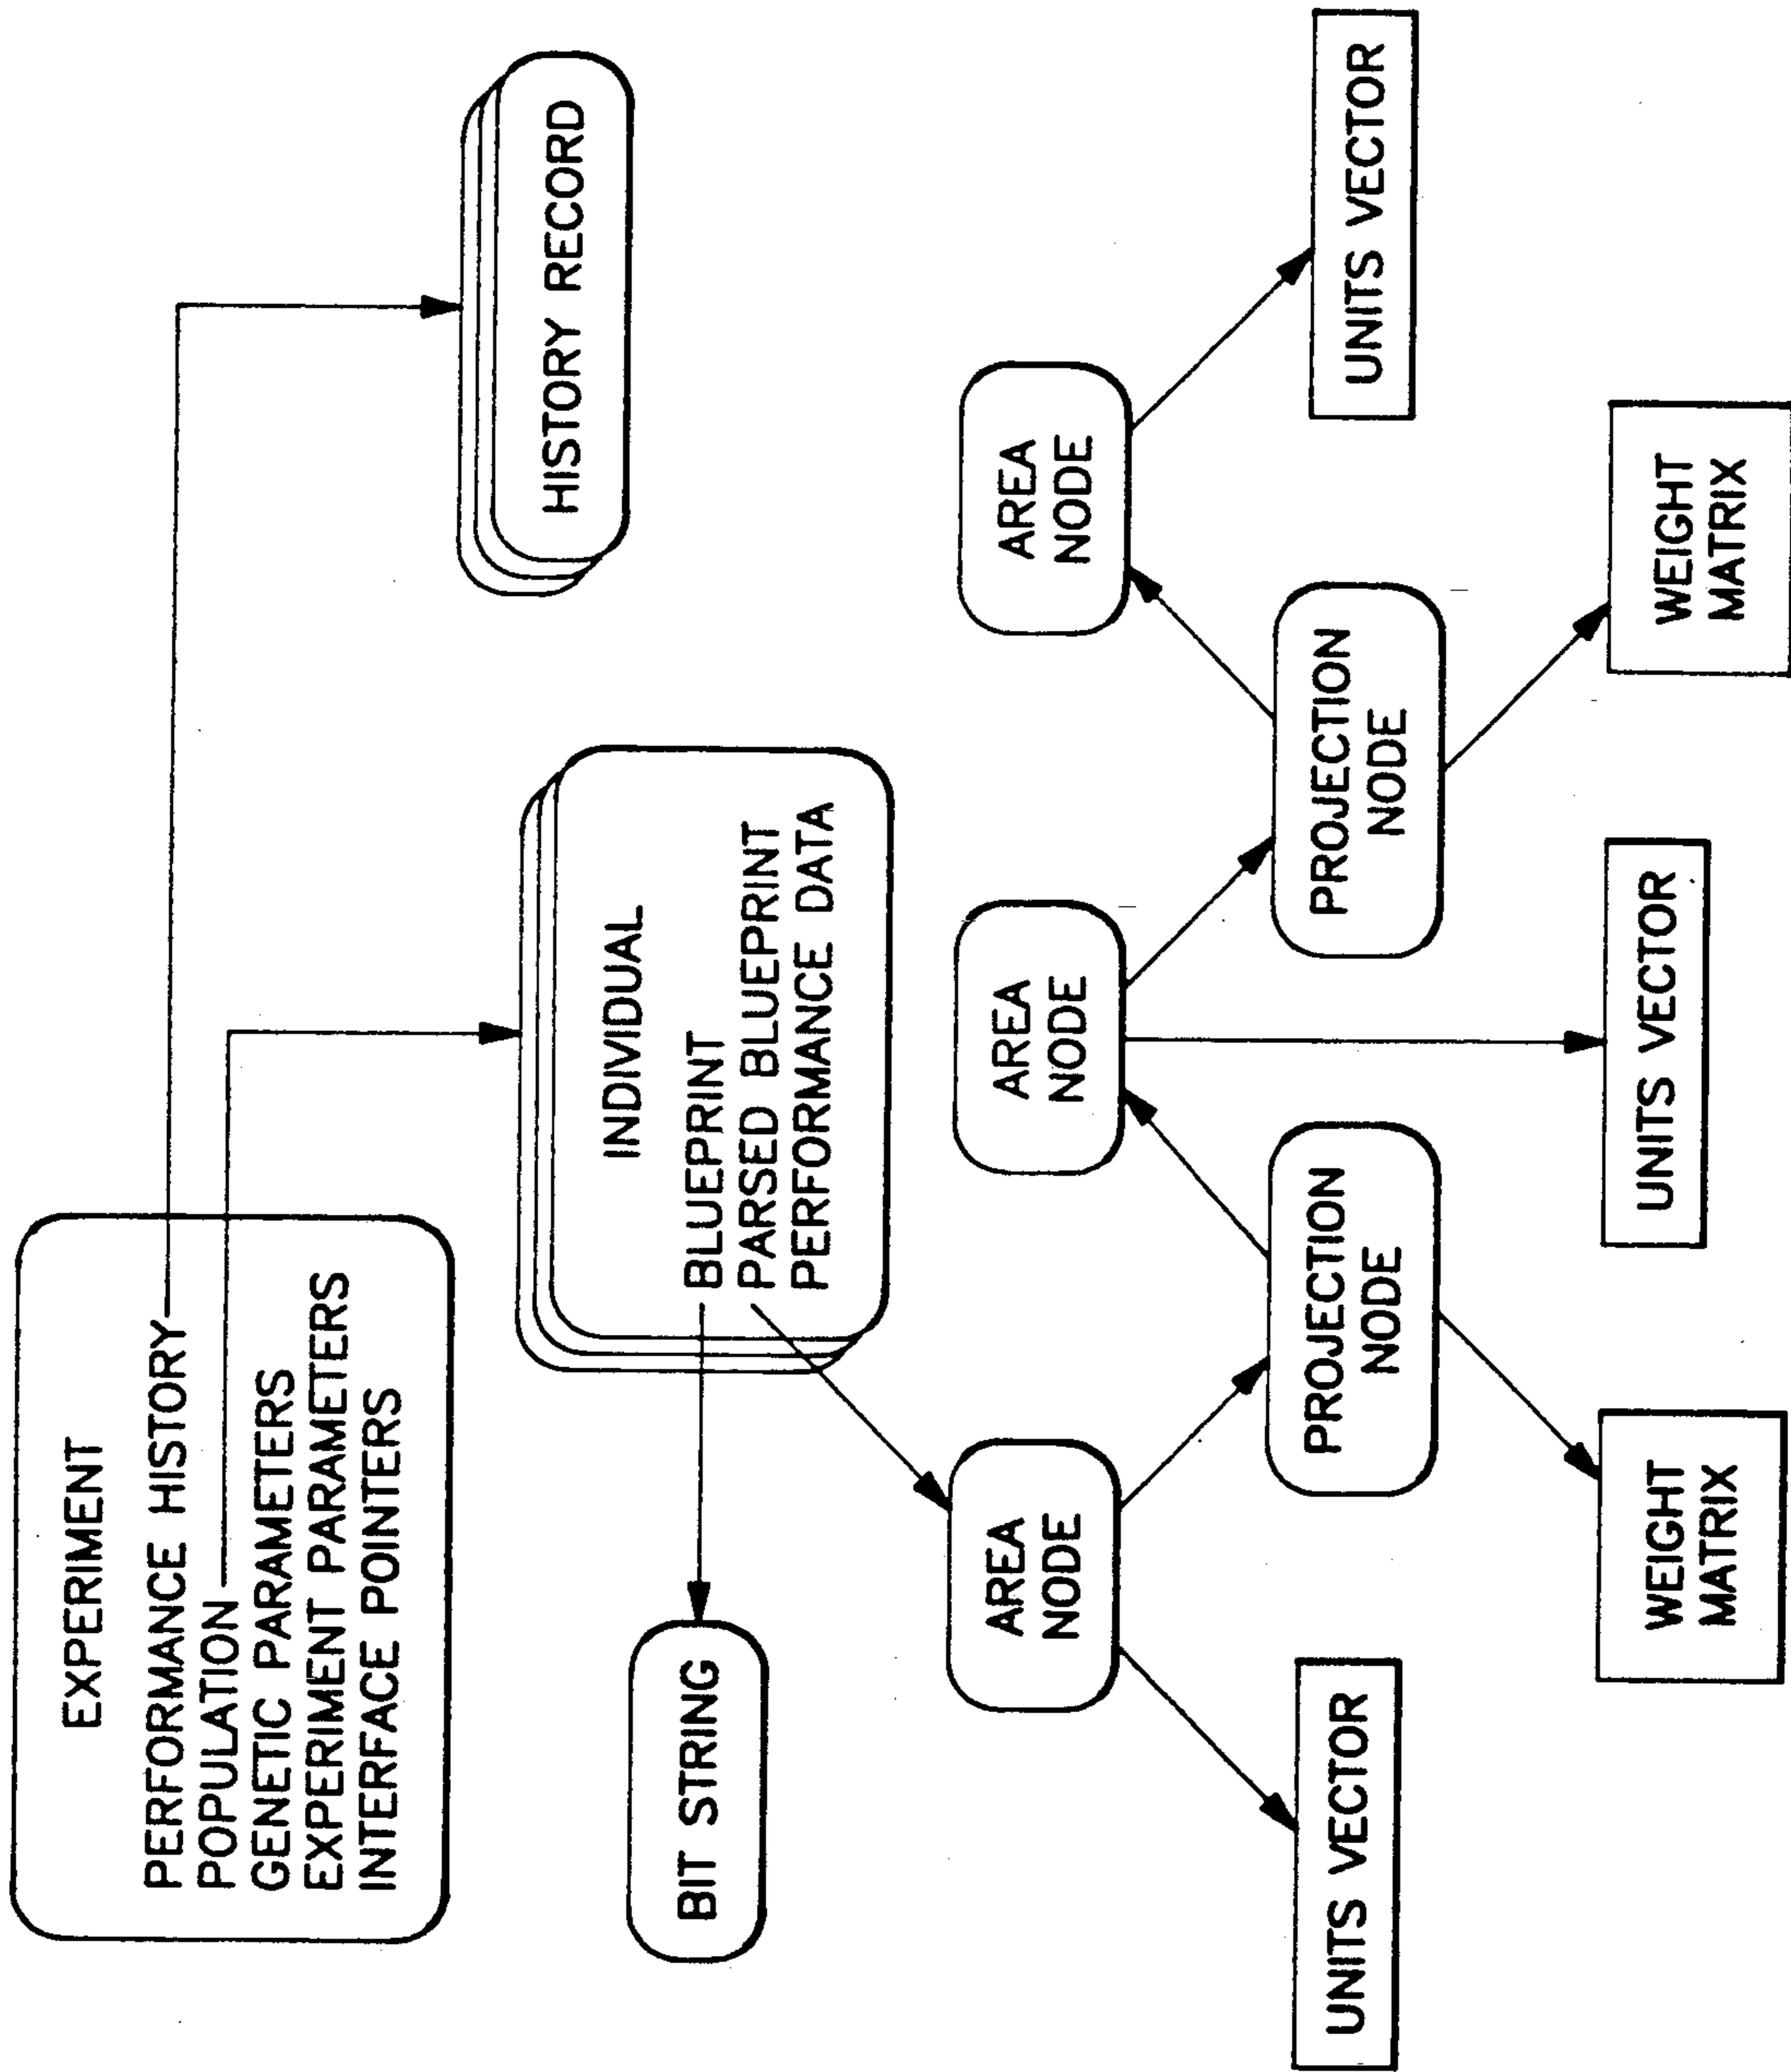 EXPERIMENT
PERFORMANCE HISTORY
POPULATION
GENETIC PARAMETERS
EXPERIMENT PARAMETERS
INTERFACE POINTERS
HISTORY RECORD
INDIVIDUAL
BLUEPRINT
PARSED BLUEPRINT
PERFORMANCE DATA
BIT STRING
AREA
NODE
AREA
NODE
AREA
NODE
UNITS VECTOR
PROJECTION
NODE
PROJECTION
NODE
UNITS VECTOR
WEIGHT
MATRIX
UNITS VECTOR
WEIGHT
MATRIX